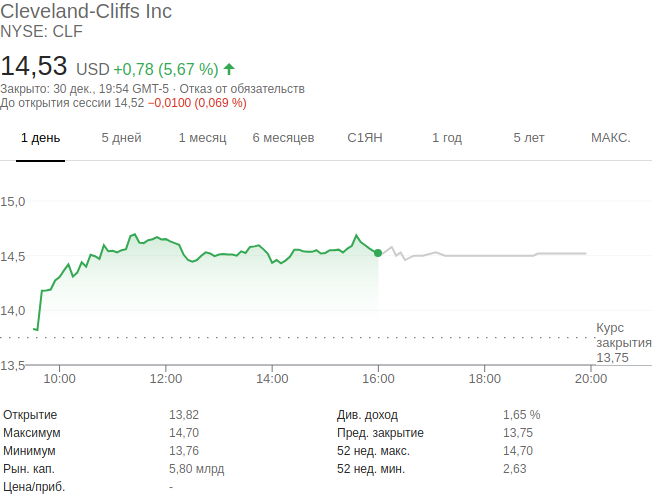 Cleveland-Cliffs Inc
NYSE: CLF
14,53 USD +0,78 (5,67 %)
Закрыто: 30 дек., 19:54 GMT-5 · Отказ от обязательств
До открытия сессии 14,52 −0,0100 (0,069 %)
1 день 5 дней 1 месяц 6 месяцев С1ЯН 1 год 5 лет МАКС.
15,0
14,5
14,0
Курс закрытия 13,75
13,5
10:00 12:00 14:00 16:00 18:00 20:00
Открытие 13,82 Див. доход 1,65 %
Максимум 14,70 Пред. закрытие 13,75
Минимум 13,76 52 нед. макс. 14,70
Рын. кап. 5,80 млрд 52 нед. мин. 2,63
Цена/приб. -